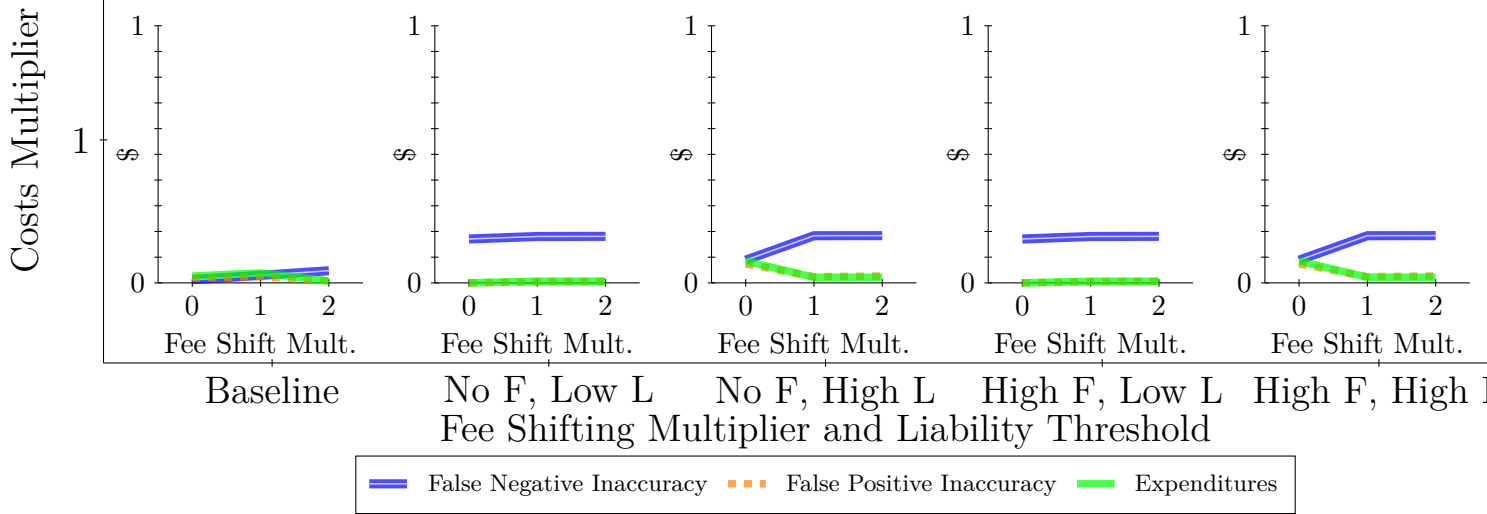 Costs Multiplier
1
1
$
0
0 1 2
Fee Shift Mult.
1
$
0
0 1 2
Fee Shift Mult.
1
$
0
0 1 2
Fee Shift Mult.
1
$
0
0 1 2
Fee Shift Mult.
1
$
0
0 1 2
Fee Shift Mult.
Baseline
No F, Low L
No F, High L
High F, Low L
High F, High
Fee Shifting Multiplier and Liability Threshold
False Negative Inaccuracy False Positive Inaccuracy Expenditures